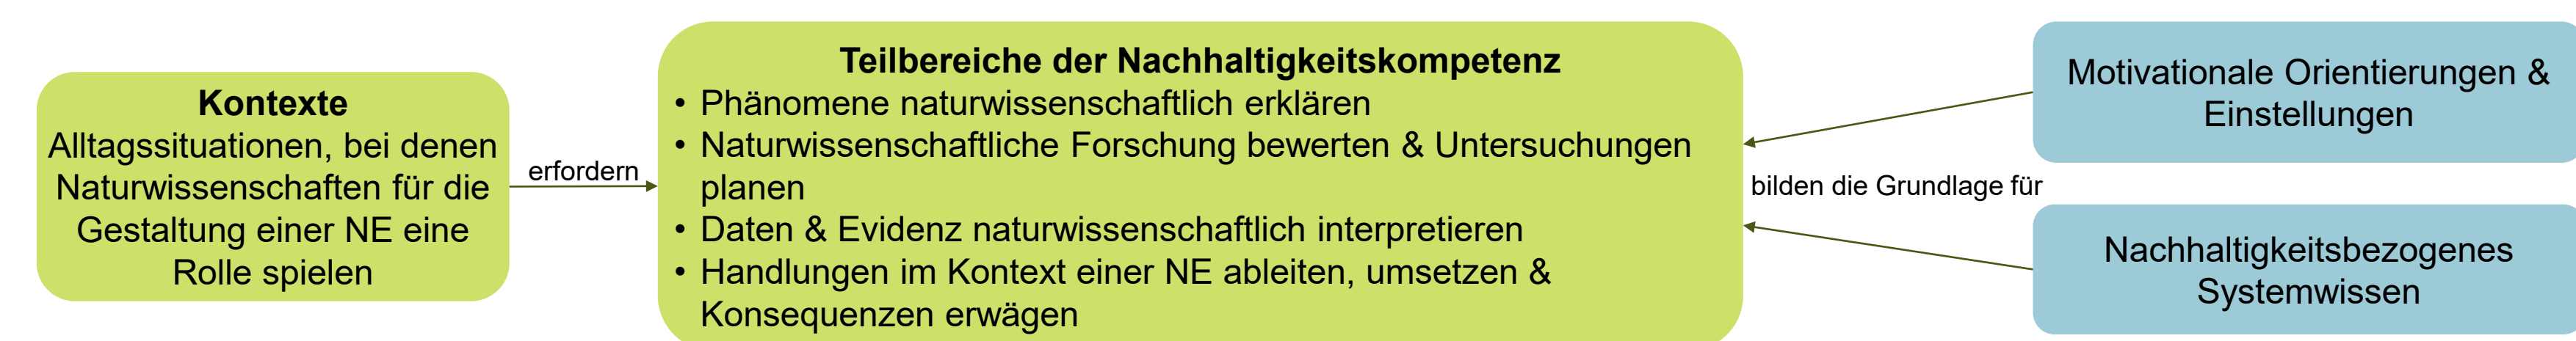 Kontexte
Alltagssituationen, bei denen
Naturwissenschaften für die
Gestaltung einer NE eine
Rolle spielen
erfordern
Teilbereiche der Nachhaltigkeitskompetenz
• Phänomene naturwissenschaftlich erklären
• Naturwissenschaftliche Forschung bewerten & Untersuchungen
planen
• Daten & Evidenz naturwissenschaftlich interpretieren
• Handlungen im Kontext einer NE ableiten, umsetzen &
Konsequenzen erwägen
bilden die Grundlage für
Motivationale Orientierungen &
Einstellungen
Nachhaltigkeitsbezogenes
Systemwissen